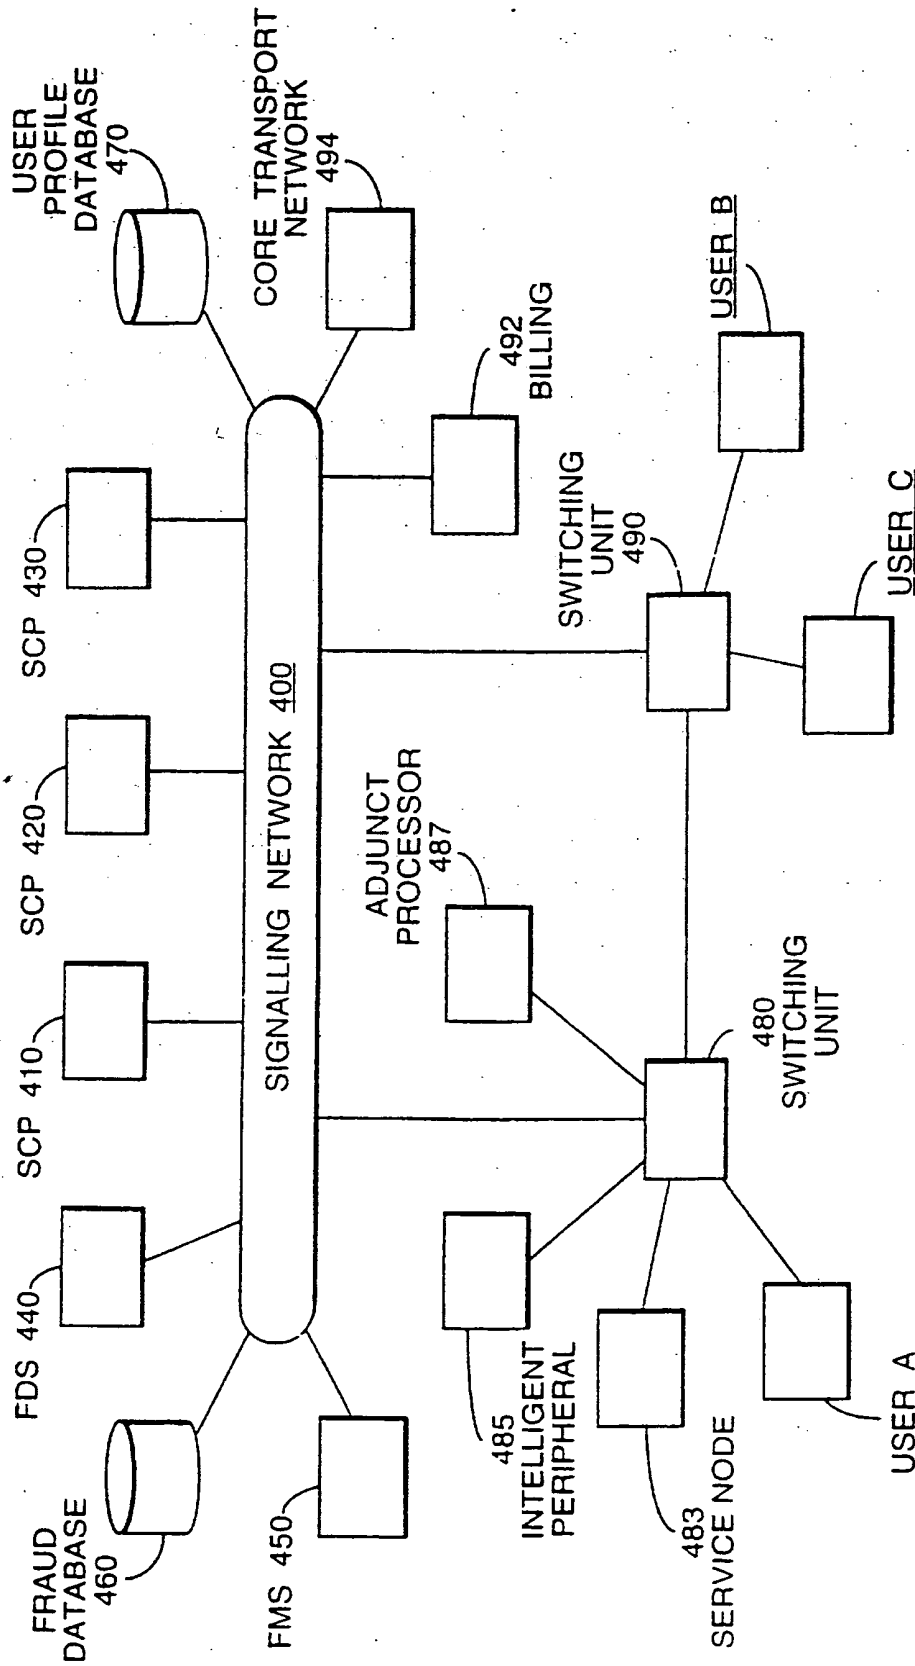 FRAUD
DATABASE
460
FDS 440
SCP 410
SCP 420
SCP 430
USER
PROFILE
DATABASE
470
FMS 450
SIGNALLING NETWORK 400
CORE TRANSPORT
NETWORK
494
485
INTELLIGENT
PERIPHERAL
ADJUNCT
PROCESSOR
487
492
BILLING
483
SERVICE NODE
480
SWITCHING
UNIT
SWITCHING
UNIT
490
USER A
USER C
USER B